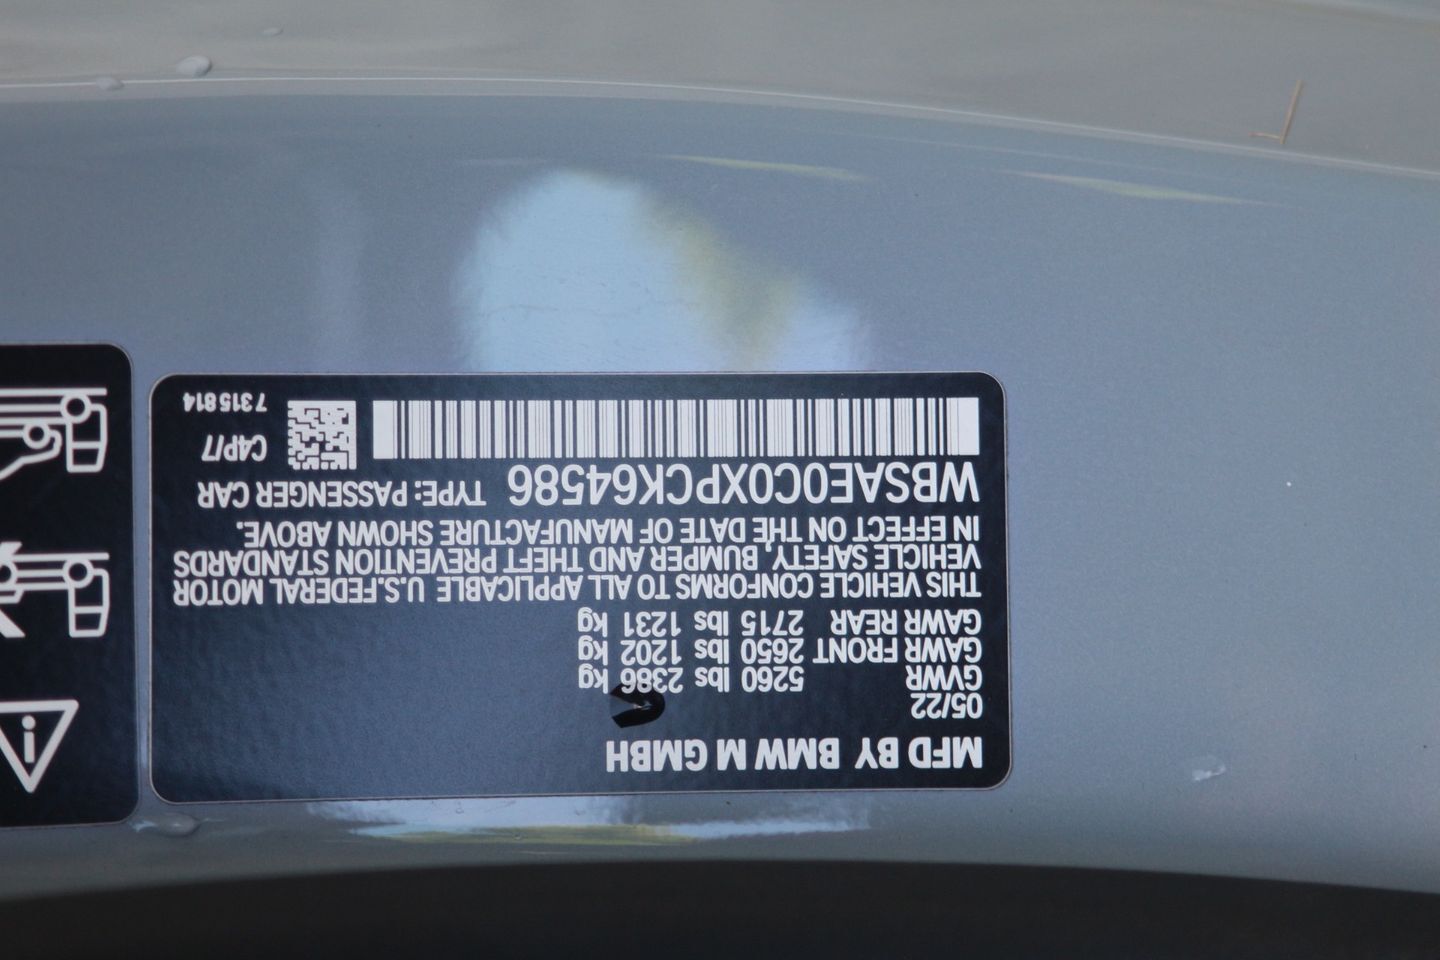 MFD BY BMW M GMBH
05/22
GVWR 5260 lbs 2386 kg
GAWR FRONT 2650 lbs 1202 kg
GAWR REAR 2715 lbs 1231 kg
THIS VEHICLE CONFORMS TO ALL APPLICABLE U.S.FEDERAL MOTOR
VEHICLE SAFETY, BUMPER AND THEFT PREVENTION STANDARDS
IN EFFECT ON THE DATE OF MANUFACTURE SHOWN ABOVE.
WBSAE0C0XPCK64586 TYPE: PASSENGER CAR
C4P/7
7315814